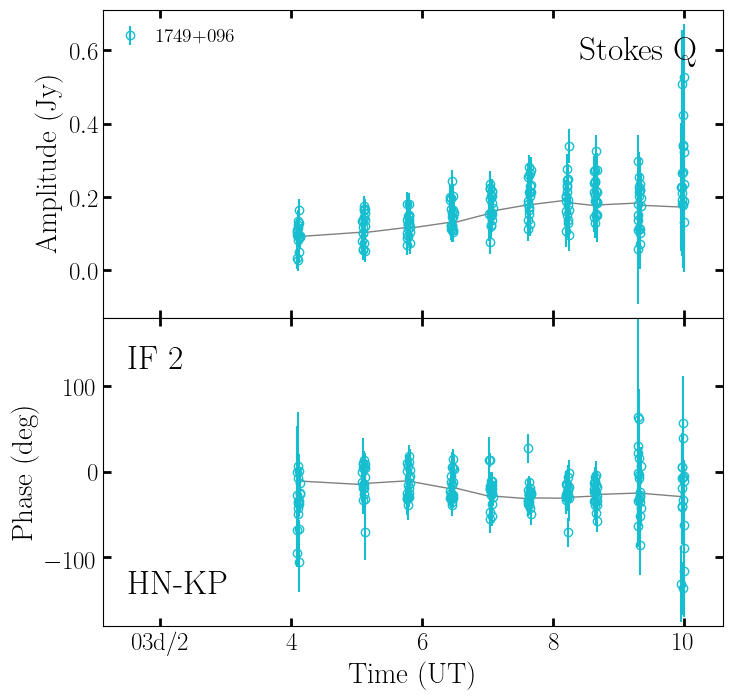 1749+096
Stokes Q
0.6
0.4
0.2
0.0
Amplitude (Jy)
IF 2
100
0
−100
Phase (deg)
HN-KP
03d/2 4 6 8 10
Time (UT)